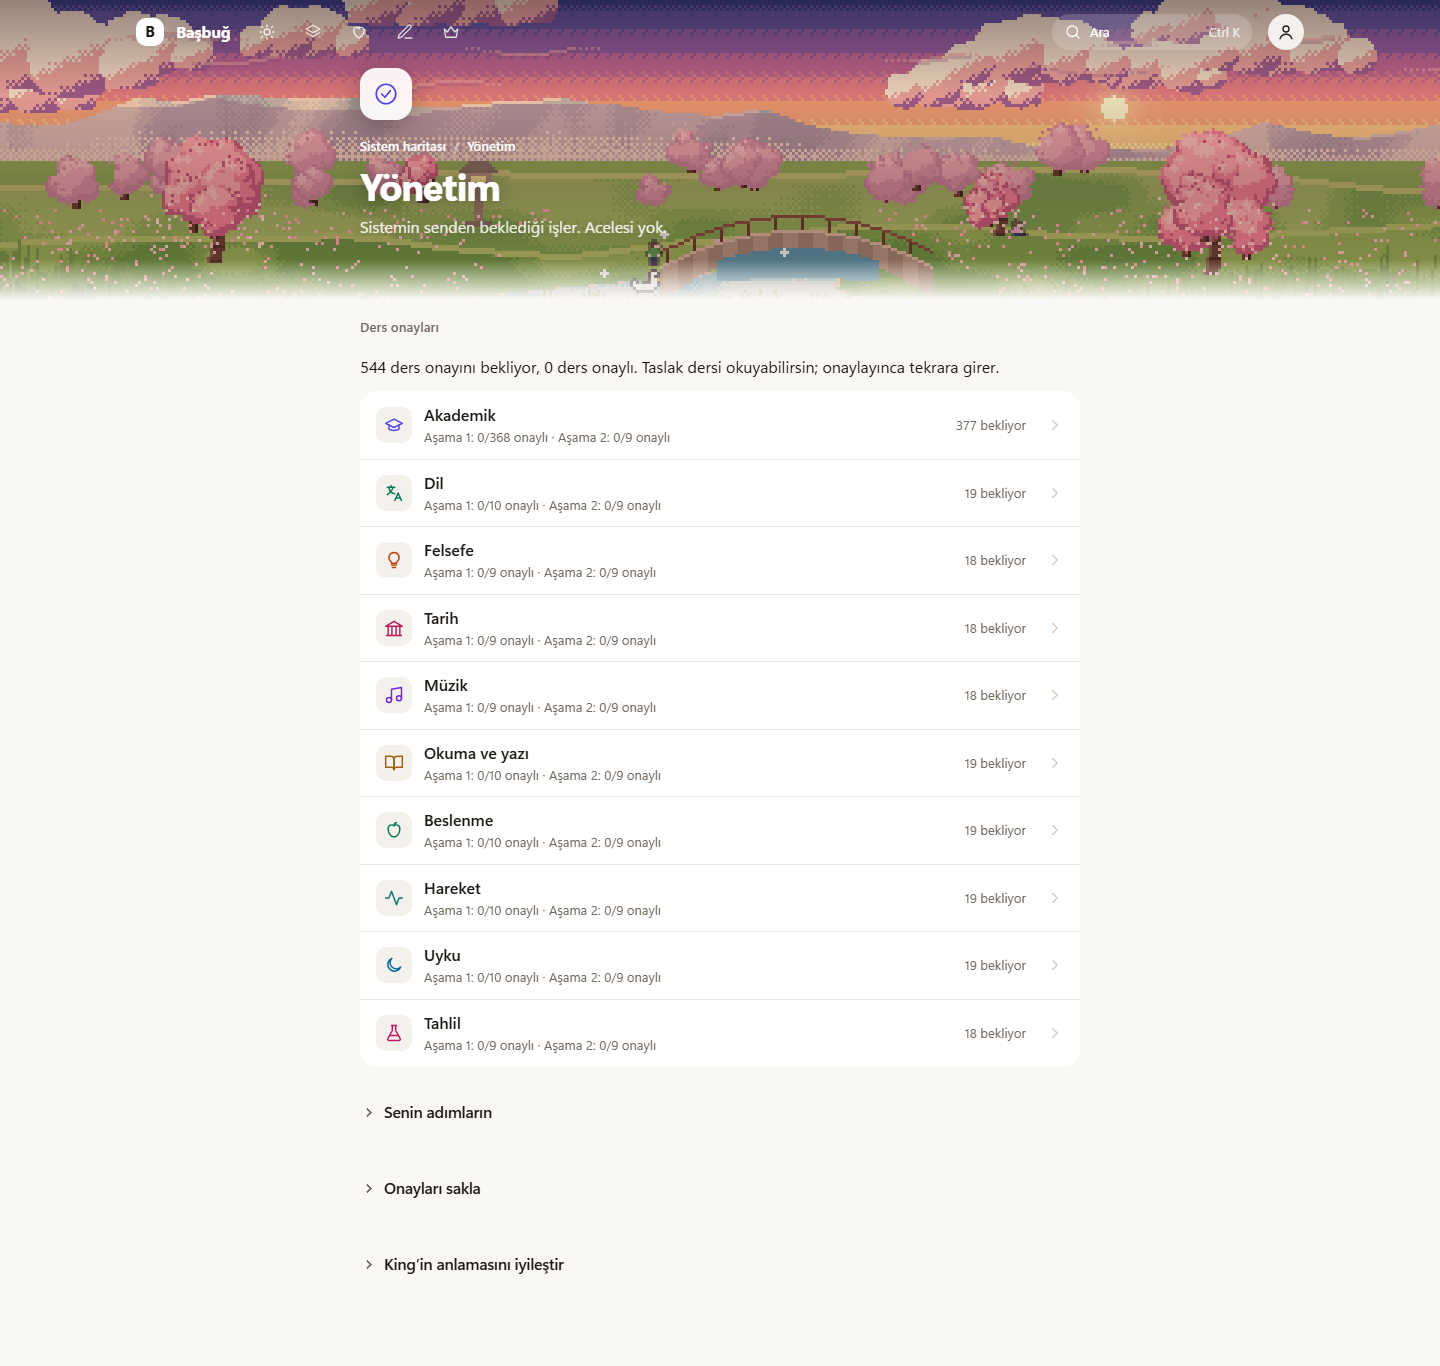 B Başbuğ Ara Ctrl K
Sistem haritası / Yönetim
Yönetim
Sistemin senden beklediği işler. Acelesi yok.
Ders onayları
544 ders onayını bekliyor, 0 ders onaylı. Taslak dersi okuyabilirsin; onaylayınca tekrara girer.
Akademik
Aşama 1: 0/368 onaylı · Aşama 2: 0/9 onaylı
377 bekliyor
Dil
Aşama 1: 0/10 onaylı · Aşama 2: 0/9 onaylı
19 bekliyor
Felsefe
Aşama 1: 0/9 onaylı · Aşama 2: 0/9 onaylı
18 bekliyor
Tarih
Aşama 1: 0/9 onaylı · Aşama 2: 0/9 onaylı
18 bekliyor
Müzik
Aşama 1: 0/9 onaylı · Aşama 2: 0/9 onaylı
18 bekliyor
Okuma ve yazı
Aşama 1: 0/10 onaylı · Aşama 2: 0/9 onaylı
19 bekliyor
Beslenme
Aşama 1: 0/10 onaylı · Aşama 2: 0/9 onaylı
19 bekliyor
Hareket
Aşama 1: 0/10 onaylı · Aşama 2: 0/9 onaylı
19 bekliyor
Uyku
Aşama 1: 0/10 onaylı · Aşama 2: 0/9 onaylı
19 bekliyor
Tahlil
Aşama 1: 0/9 onaylı · Aşama 2: 0/9 onaylı
18 bekliyor
Senin adımların
Onayları sakla
King'in anlamasını iyileştir